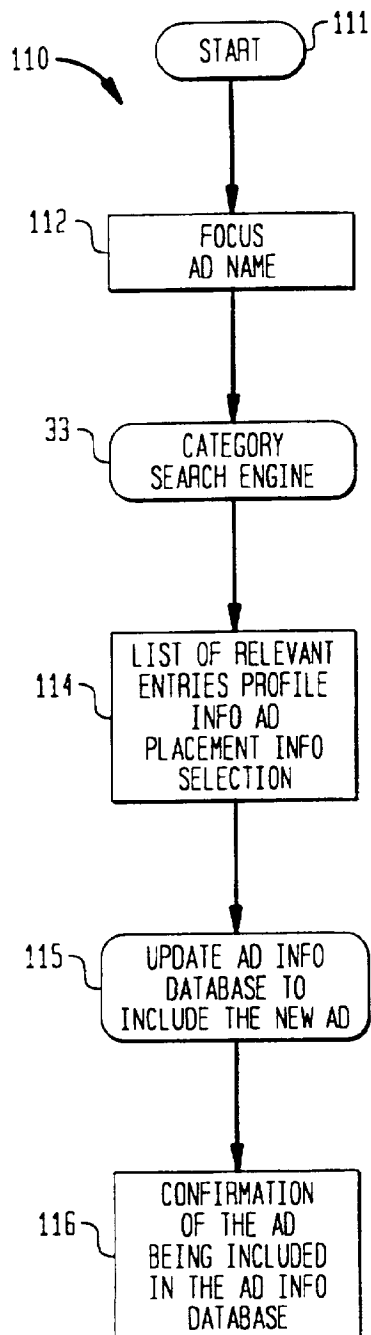 START
111
110
112
FOCUS
AD NAME
33
CATEGORY
SEARCH ENGINE
114
LIST OF RELEVANT
ENTRIES PROFILE
INFO AD
PLACEMENT INFO
SELECTION
115
UPDATE AD INFO
DATABASE TO
INCLUDE THE NEW AD
116
CONFIRMATION
OF THE AD
BEING INCLUDED
IN THE AD INFO
DATABASE